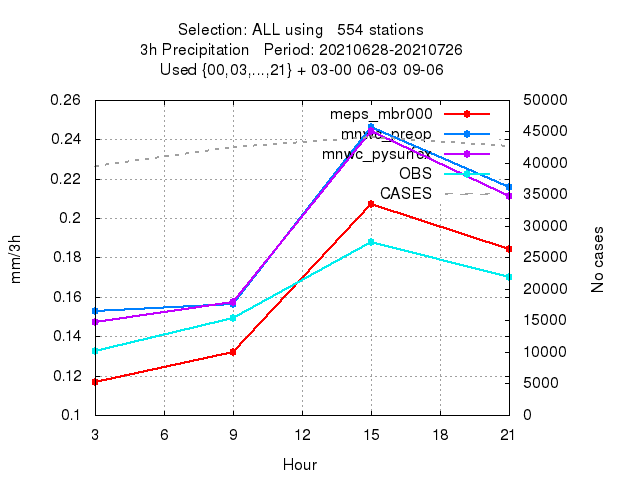 Selection: ALL using 554 stations
3h Precipitation Period: 20210628-20210726
Used {00,03,...,21} + 03-00 06-03 09-06
0.26
0.24
0.22
0.2
0.18
0.16
0.14
0.12
0.1
50000
45000
40000
35000
30000
25000
20000
15000
10000
5000
0
meps_mbr000
mnwc_preop
mnwc_pysurfex
OBS
CASES
mm/3h
No cases
3
6
9
12
15
18
21
Hour